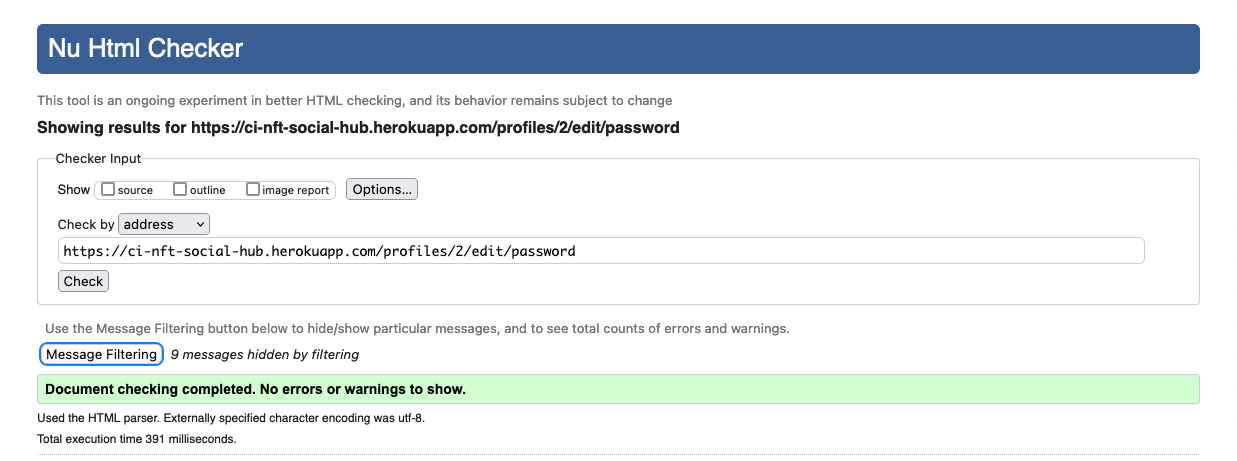 Nu Html Checker
This tool is an ongoing experiment in better HTML checking, and its behavior remains subject to change
Showing results for https://ci-nft-social-hub.herokuapp.com/profiles/2/edit/password
Checker Input
Show source outline image report Options...
Check by address
https://ci-nft-social-hub.herokuapp.com/profiles/2/edit/password
Check
Use the Message Filtering button below to hide/show particular messages, and to see total counts of errors and warnings.
Message Filtering 9 messages hidden by filtering
Document checking completed. No errors or warnings to show.
Used the HTML parser. Externally specified character encoding was utf-8.
Total execution time 391 milliseconds.